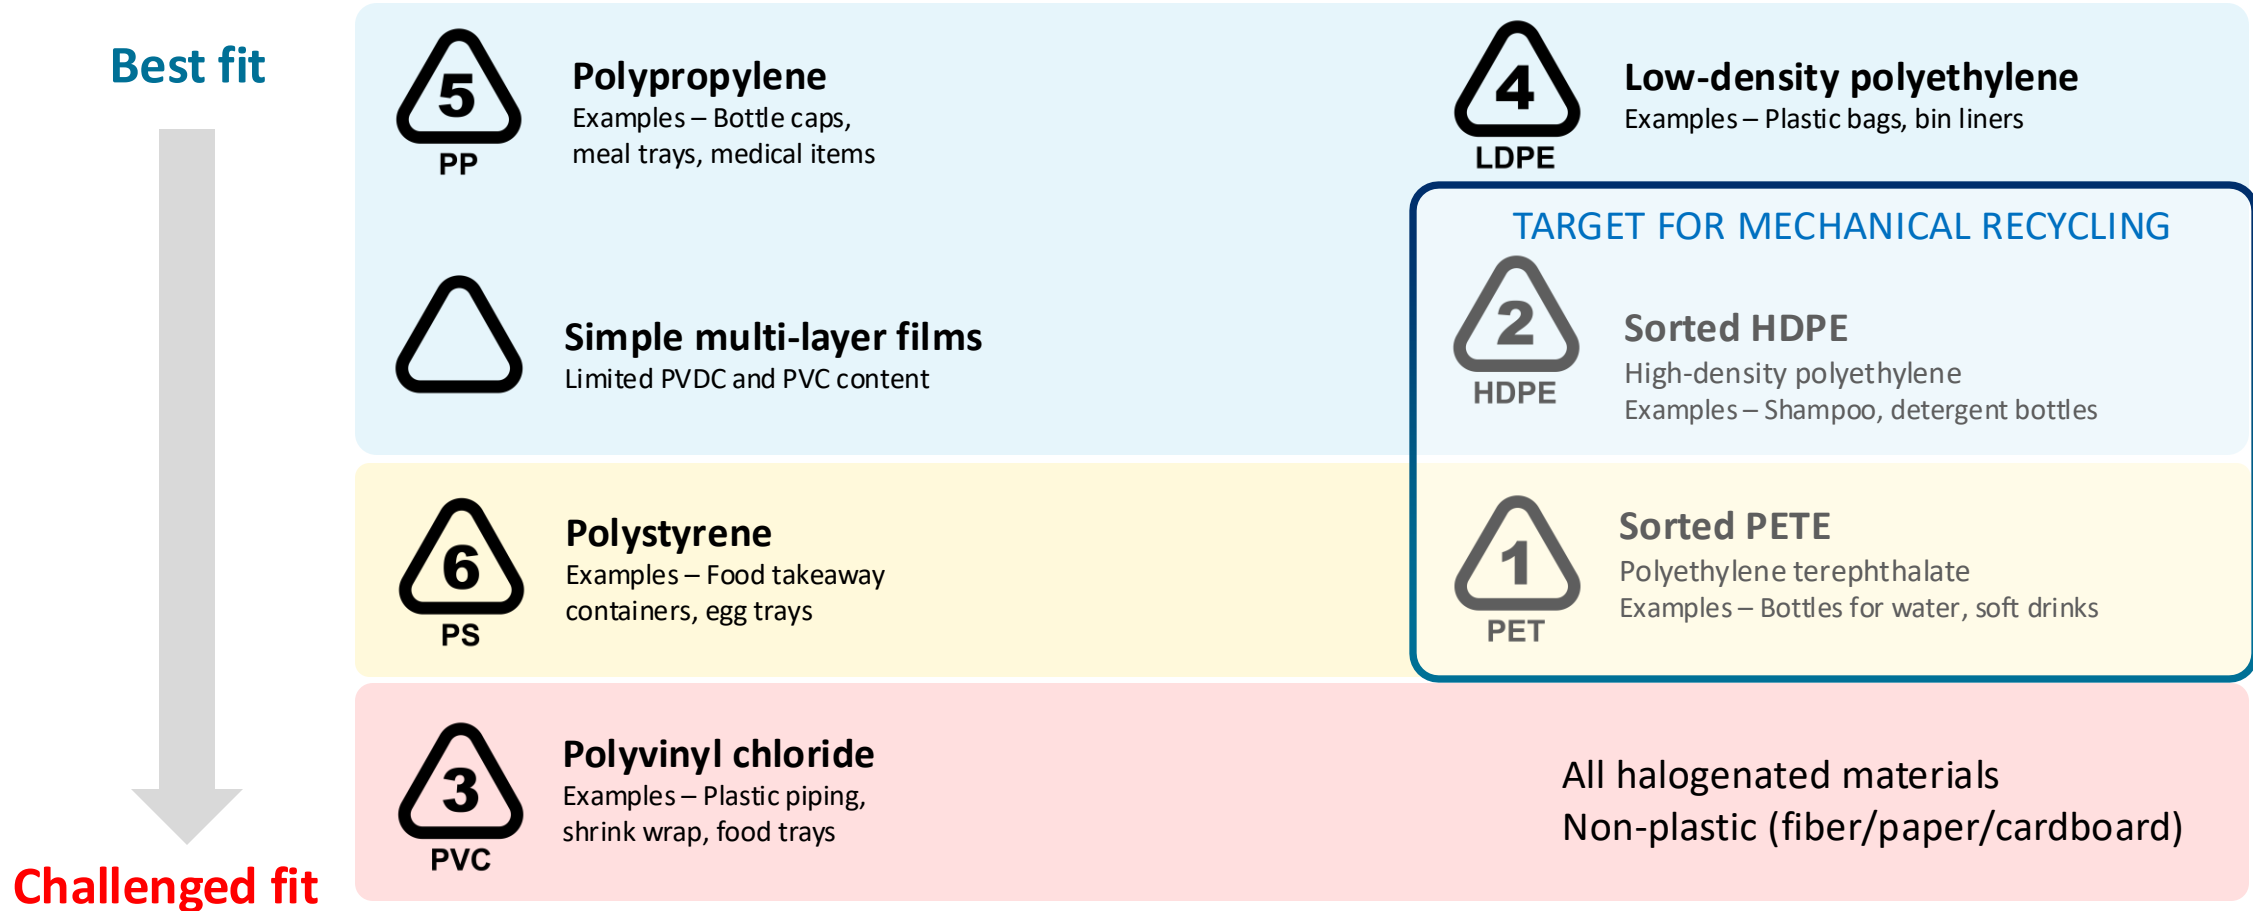 Best fit
5
PP
Polypropylene
Examples – Bottle caps,
meal trays, medical items
4
LDPE
Low-density polyethylene
Examples – Plastic bags, bin liners
Simple multi-layer films
Limited PVDC and PVC content
TARGET FOR MECHANICAL RECYCLING
2
HDPE
Sorted HDPE
High-density polyethylene
Examples – Shampoo, detergent bottles
6
PS
Polystyrene
Examples – Food takeaway
containers, egg trays
1
PET
Sorted PETE
Polyethylene terephthalate
Examples – Bottles for water, soft drinks
3
PVC
Polyvinyl chloride
Examples – Plastic piping,
shrink wrap, food trays
All halogenated materials
Non-plastic (fiber/paper/cardboard)
Challenged fit